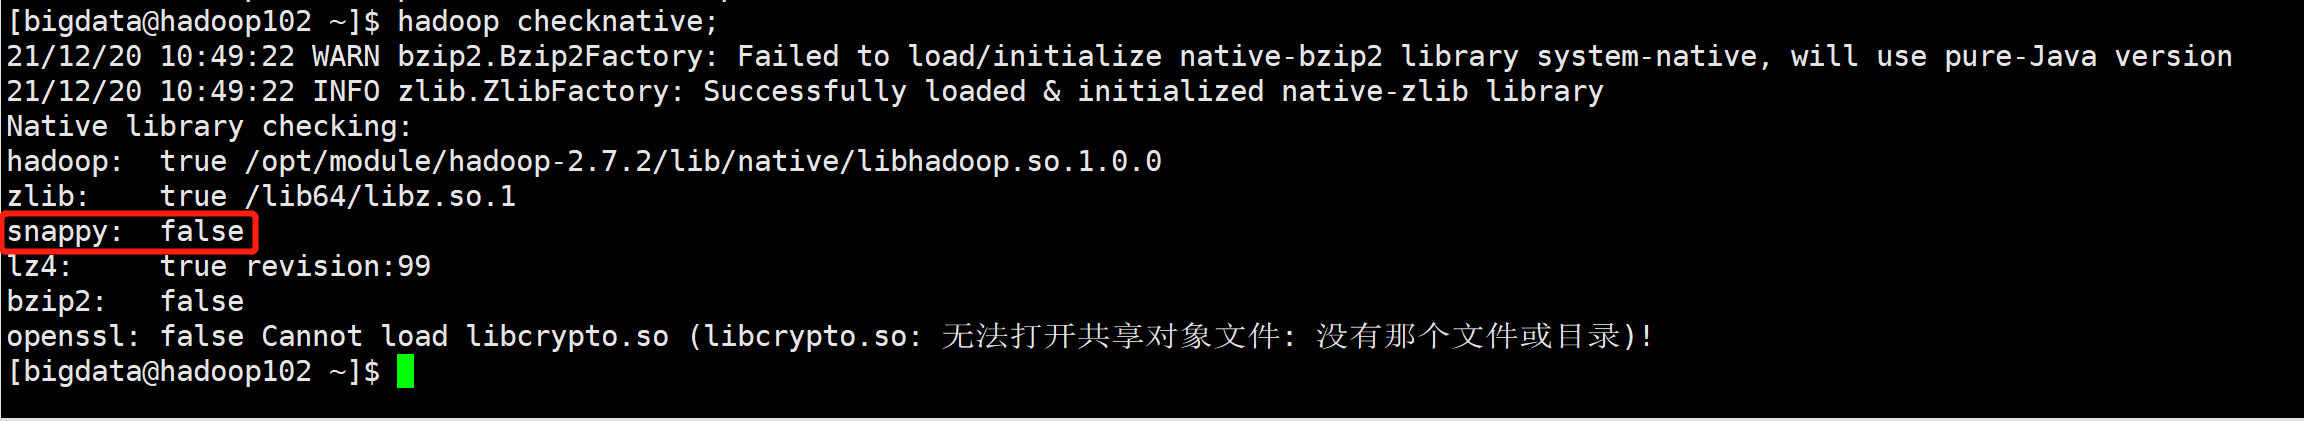 [bigdata@hadoop102 ~]$ hadoop checknative;
21/12/20 10:49:22 WARN bzip2.Bzip2Factory: Failed to load/initialize native-bzip2 library system-native, will use pure-Java version
21/12/20 10:49:22 INFO zlib.ZlibFactory: Successfully loaded & initialized native-zlib library
Native library checking:
hadoop:  true /opt/module/hadoop-2.7.2/lib/native/libhadoop.so.1.0.0
zlib:    true /lib64/libz.so.1
snappy:  false
lz4:     true revision:99
bzip2:   false
openssl: false Cannot load libcrypto.so (libcrypto.so: 无法打开共享对象文件: 没有那个文件或目录)!
[bigdata@hadoop102 ~]$